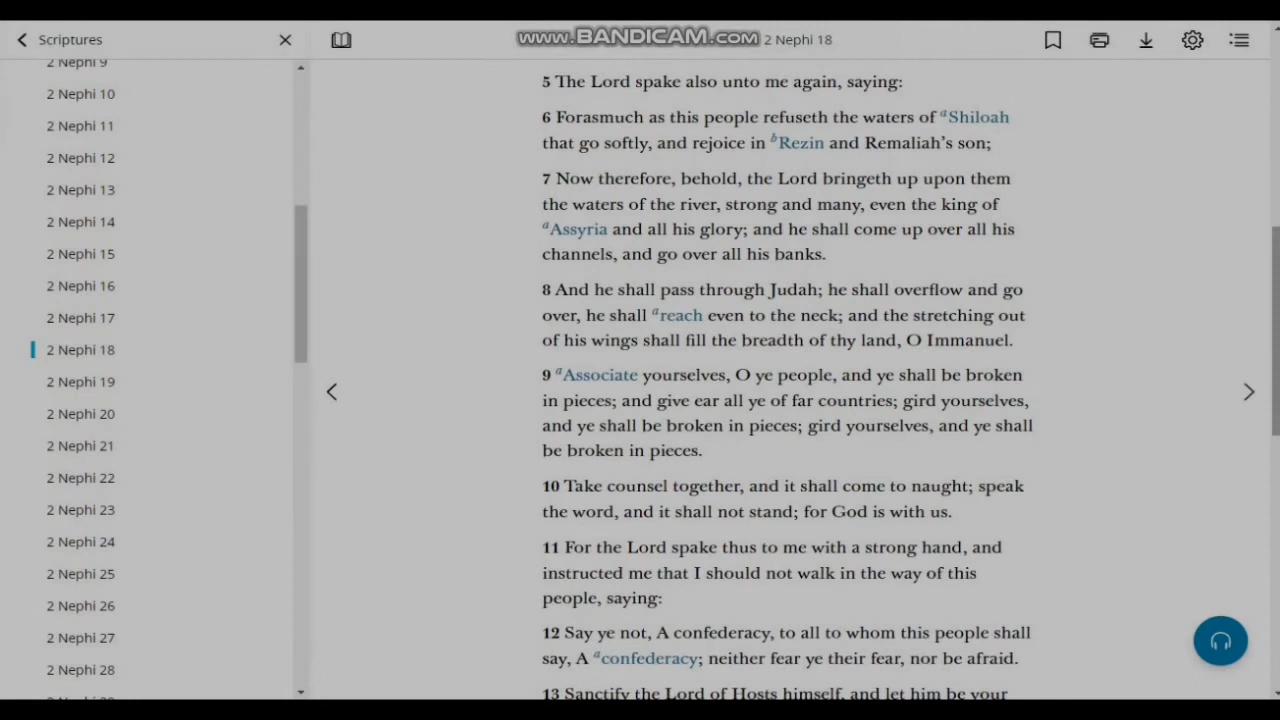 Scriptures
www.BANDICAM.com 2 Nephi 18
2 Nephi 9
2 Nephi 10
2 Nephi 11
2 Nephi 12
2 Nephi 13
2 Nephi 14
2 Nephi 15
2 Nephi 16
2 Nephi 17
2 Nephi 18
2 Nephi 19
2 Nephi 20
2 Nephi 21
2 Nephi 22
2 Nephi 23
2 Nephi 24
2 Nephi 25
2 Nephi 26
2 Nephi 27
2 Nephi 28
5 The Lord spake also unto me again, saying:
6 Forasmuch as this people refuseth the waters of aShiloah
that go softly, and rejoice in bRezin and Remaliah's son;
7 Now therefore, behold, the Lord bringeth up upon them
the waters of the river, strong and many, even the king of
aAssyria and all his glory; and he shall come up over all his
channels, and go over all his banks.
8 And he shall pass through Judah; he shall overflow and go
over, he shall areach even to the neck; and the stretching out
of his wings shall fill the breadth of thy land, O Immanuel.
9 aAssociate yourselves, O ye people, and ye shall be broken
in pieces; and give ear all ye of far countries; gird yourselves,
and ye shall be broken in pieces; gird yourselves, and ye shall
be broken in pieces.
10 Take counsel together, and it shall come to naught; speak
the word, and it shall not stand; for God is with us.
11 For the Lord spake thus to me with a strong hand, and
instructed me that I should not walk in the way of this
people, saying:
12 Say ye not, A confederacy, to all to whom this people shall
say, A aconfederacy; neither fear ye their fear, nor be afraid.
13 Sanctify the Lord of Hosts himself, and let him be your